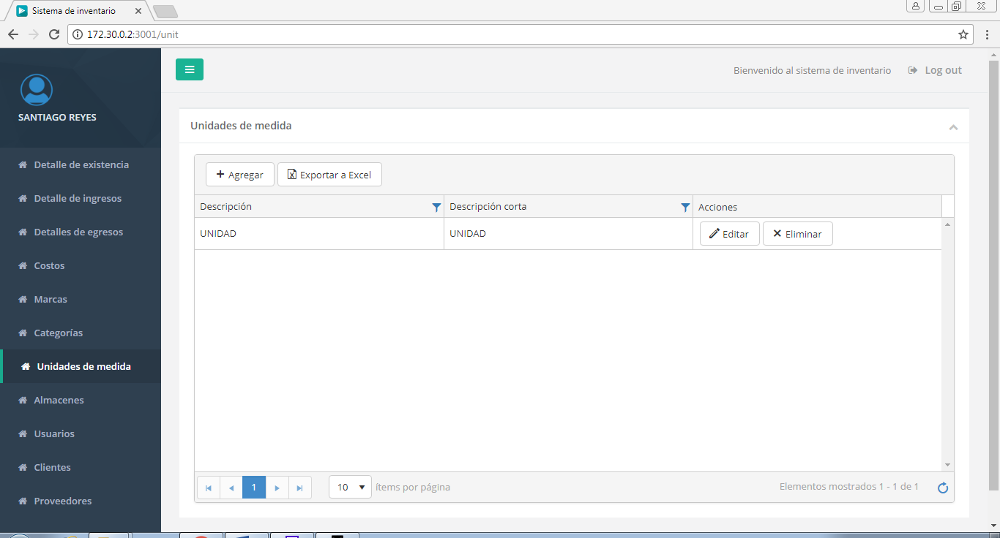 Sistema de inventario
172.30.0.2:3001/unit
SANTIAGO REYES
Detalle de existencia
Detalle de ingresos
Detalles de egresos
Costos
Marcas
Categorías
Unidades de medida
Almacenes
Usuarios
Clientes
Proveedores
Bienvenido al sistema de inventario Log out
Unidades de medida
Agregar Exportar a Excel
Descripción Descripción corta Acciones
UNIDAD UNIDAD Editar Eliminar
1 10 ítems por página Elementos mostrados 1 - 1 de 1